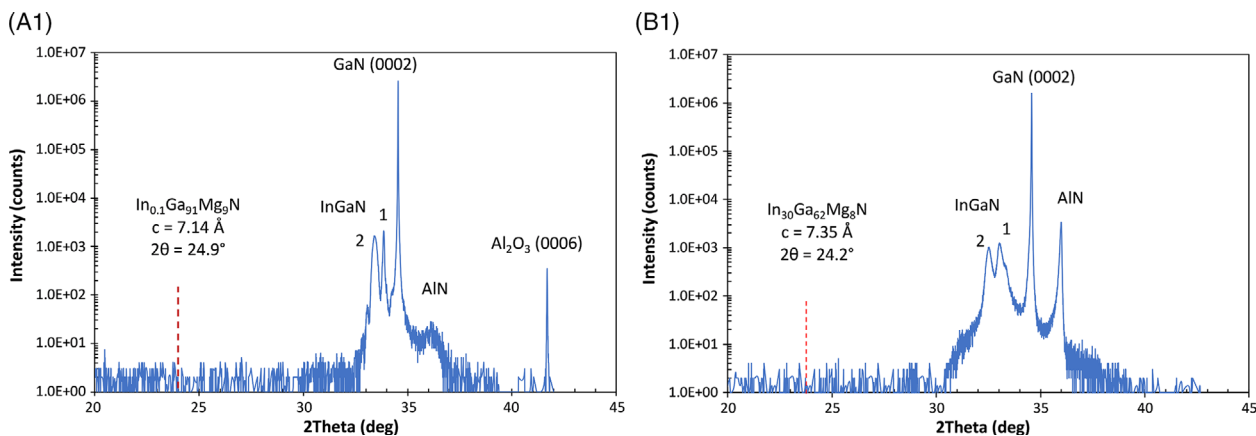 (A1)
1.0E+07
1.0E+06
1.0E+05
1.0E+04
1.0E+03
1.0E+02
1.0E+01
1.0E+00
Intensity (counts)
GaN (0002)
In0.1Ga91Mg9N
c = 7.14 Å
2θ = 24.9°
InGaN
1
2
AlN
Al2O3 (0006)
20 25 30 35 40 45
2Theta (deg)
(B1)
1.0E+07
1.0E+06
1.0E+05
1.0E+04
1.0E+03
1.0E+02
1.0E+01
1.0E+00
Intensity (counts)
GaN (0002)
In30Ga62Mg8N
c = 7.35 Å
2θ = 24.2°
InGaN
1
2
AlN
20 25 30 35 40 45
2Theta (deg)